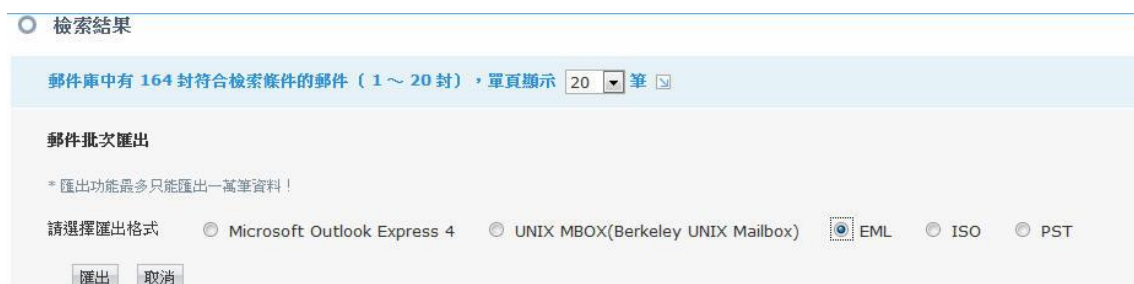 檢索結果
郵件庫中有 164 封符合檢索條件的郵件（ 1 ～ 20 封），單頁顯示 20 筆
郵件批次匯出
* 匯出功能最多只能匯出一萬筆資料！
請選擇匯出格式 Microsoft Outlook Express 4 UNIX MBOX(Berkeley UNIX Mailbox) EML ISO PST
匯出 取消